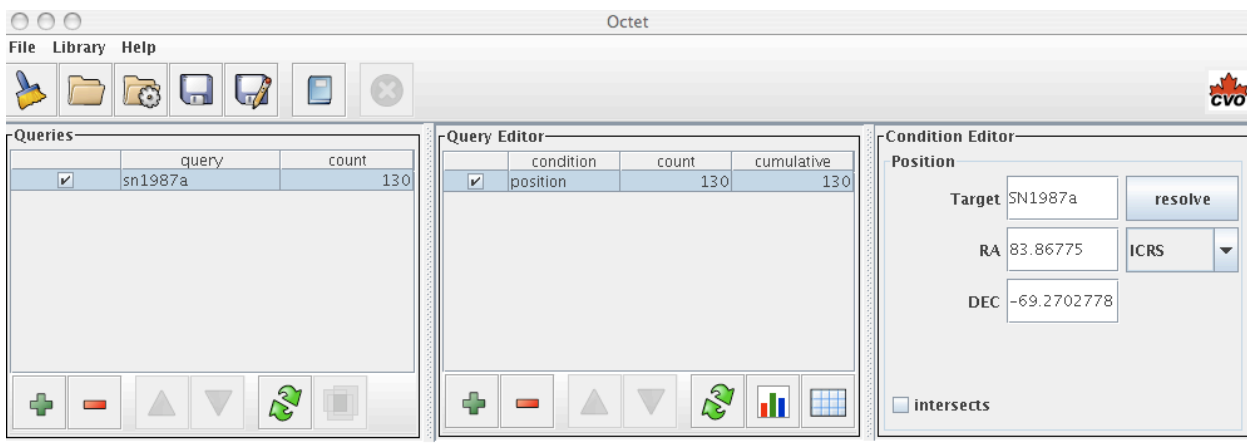 Octet
File Library Help
CVO
Queries
query count
sn1987a 130
Query Editor
condition count cumulative
position 130 130
Condition Editor
Position
Target SN1987a resolve
RA 83.86775 ICRS
DEC -69.2702778
intersects